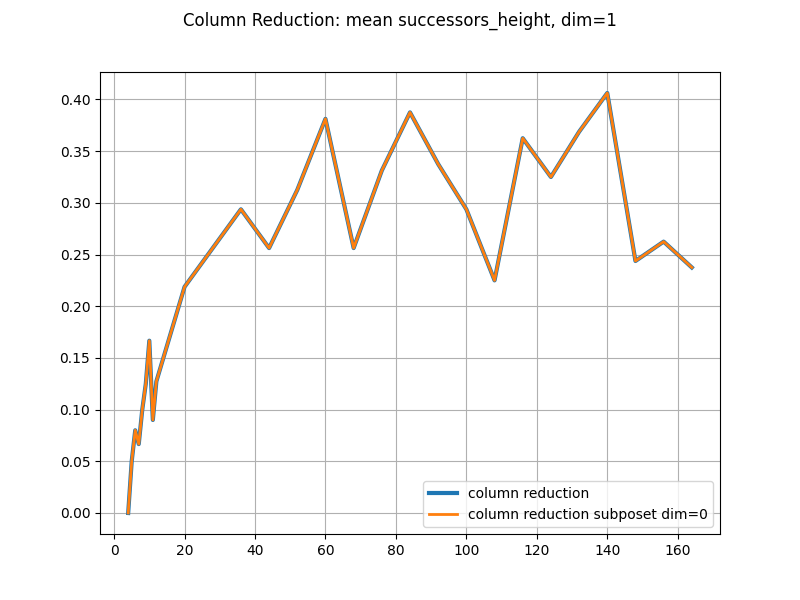 Column Reduction: mean successors_height, dim=1
0.40
0.35
0.30
0.25
0.20
0.15
0.10
0.05
0.00
column reduction
column reduction subposet dim=0
0 20 40 60 80 100 120 140 160